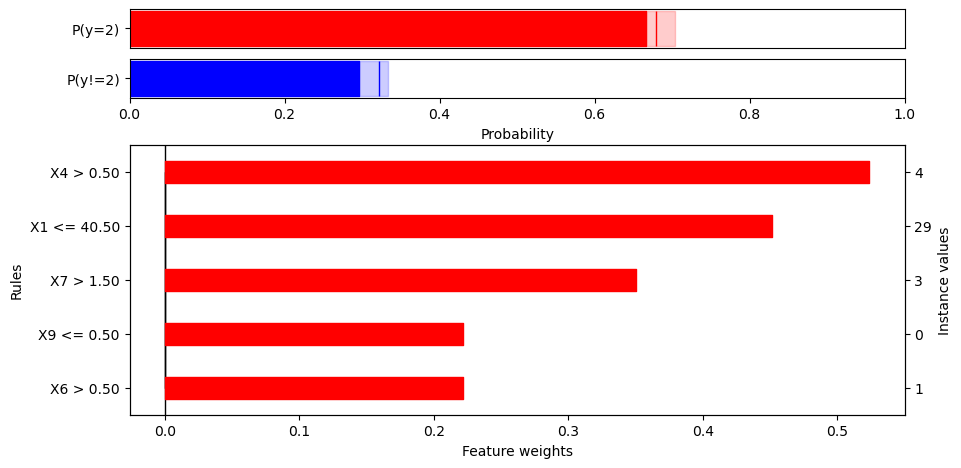 P(y=2)
P(y!=2)
0.0 0.2 0.4 0.6 0.8 1.0
Probability
X4 > 0.50 4
X1 <= 40.50 29
X7 > 1.50 3
X9 <= 0.50 0
X6 > 0.50 1
Rules
Instance values
0.0 0.1 0.2 0.3 0.4 0.5
Feature weights